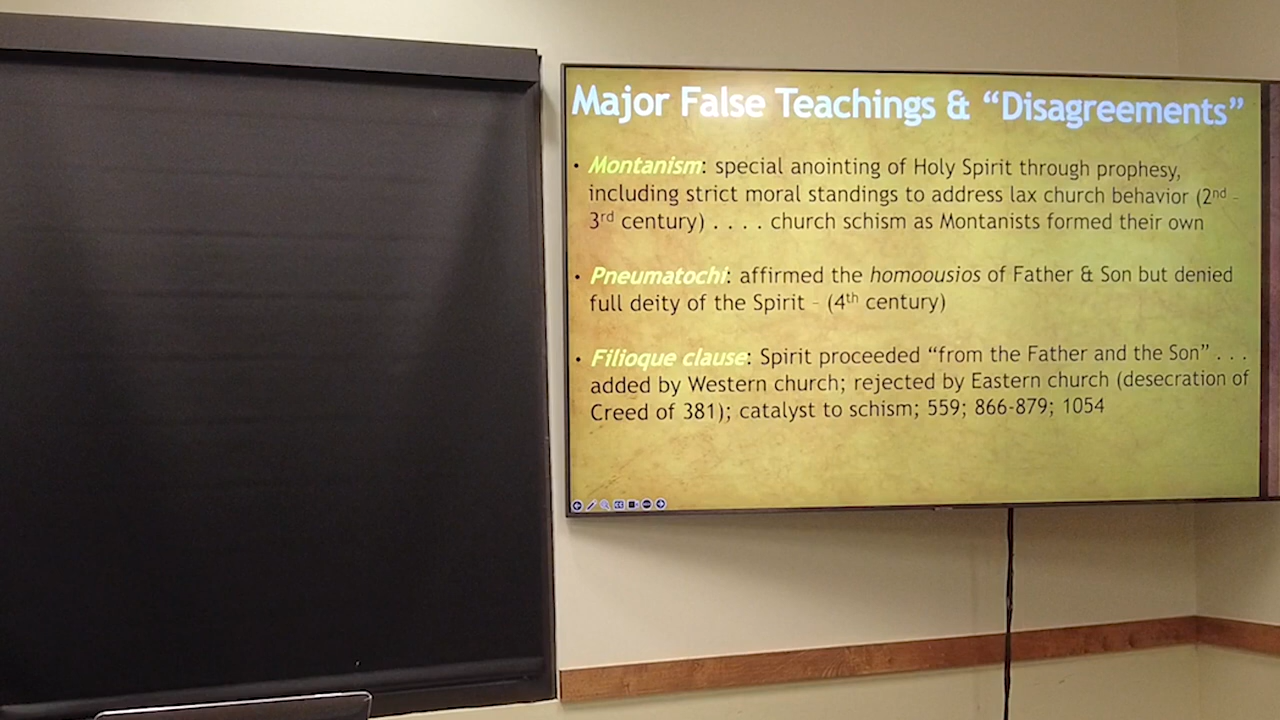 Major False Teachings & “Disagreements”
• Montanism: special anointing of Holy Spirit through prophesy,
including strict moral standings to address lax church behavior (2nd –
3rd century) . . . . church schism as Montanists formed their own
• Pneumatochi: affirmed the homoousios of Father & Son but denied
full deity of the Spirit – (4th century)
• Filioque clause: Spirit proceeded “from the Father and the Son” . . .
added by Western church; rejected by Eastern church (desecration of
Creed of 381); catalyst to schism; 559; 866-879; 1054